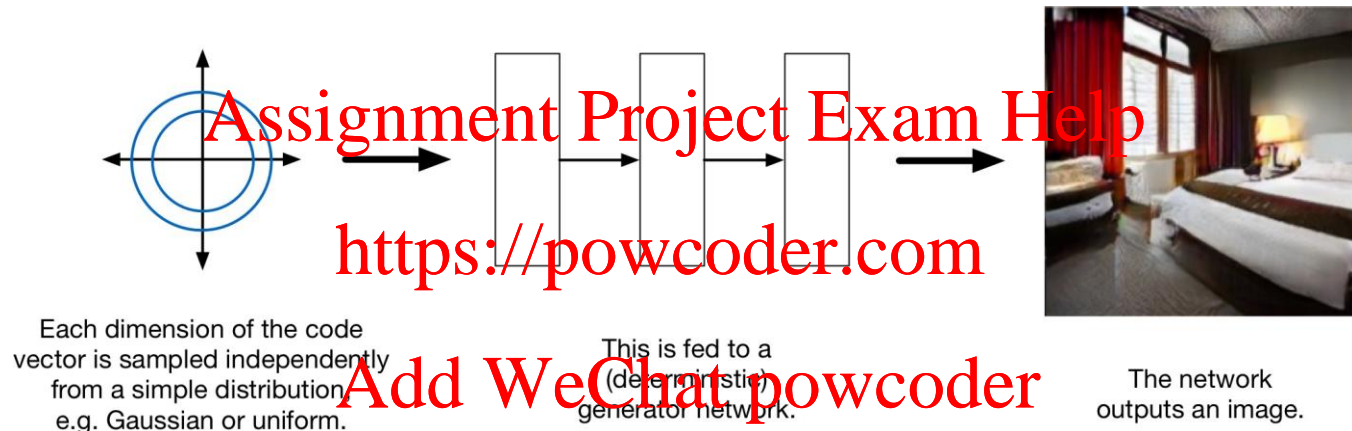 Assignment Project Exam Help
https://powcoder.com
Each dimension of the code
vector is sampled independently
from a simple distribution,
e.g. Gaussian or uniform.
This is fed to a
(deterministic)
generator network.
Add WeChat powcoder
The network
outputs an image.